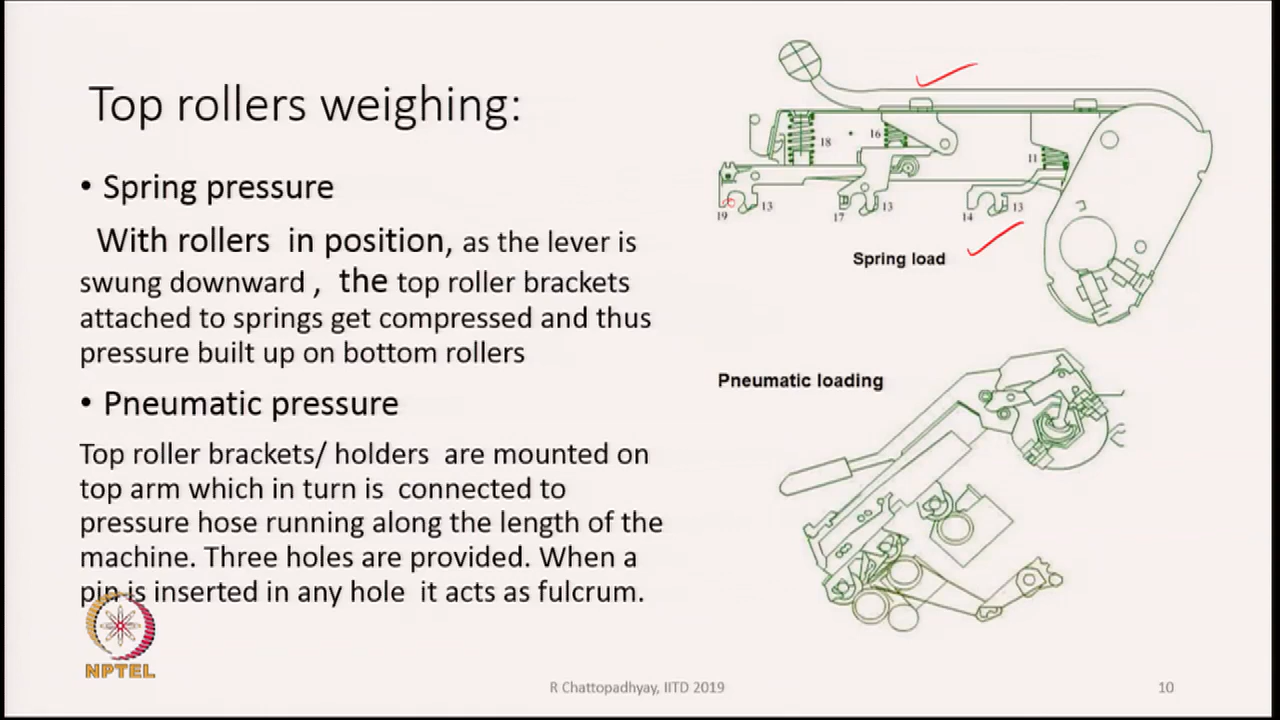 Top rollers weighing:
• Spring pressure
With rollers in position, as the lever is
swung downward , the top roller brackets
attached to springs get compressed and thus
pressure built up on bottom rollers
• Pneumatic pressure
Top roller brackets/ holders are mounted on
top arm which in turn is connected to
pressure hose running along the length of the
machine. Three holes are provided. When a
pin is inserted in any hole it acts as fulcrum.
18
16
11
19
13
17
13
14
13
Spring load
Pneumatic loading
NPTEL
R Chattopadhyay, IITD 2019
10